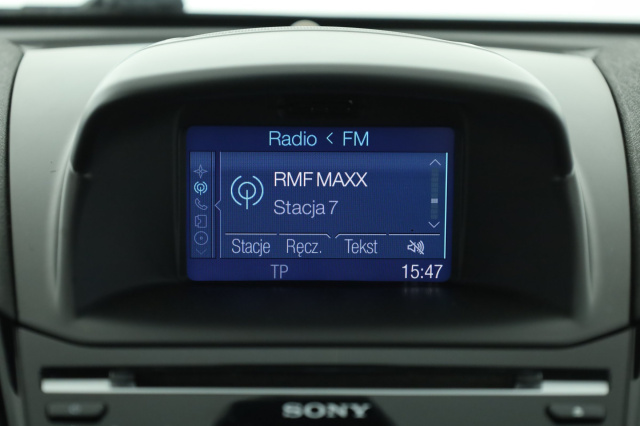 Radio < FM
RMF MAXX
Stacja 7
Stacje Ręcz. Tekst
TP 15:47
SONY